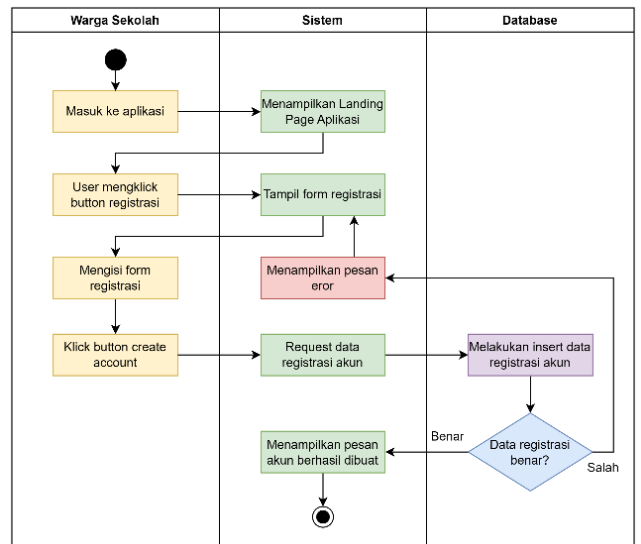 Warga Sekolah
Sistem
Database
Masuk ke aplikasi
Menampilkan Landing
Page Aplikasi
User mengklick
button registrasi
Tampil form registrasi
Mengisi form
registrasi
Menampilkan pesan
eror
Klick button create
account
Request data
registrasi akun
Melakukan insert data
registrasi akun
Menampilkan pesan
akun berhasil dibuat
Benar
Data registrasi
benar?
Salah